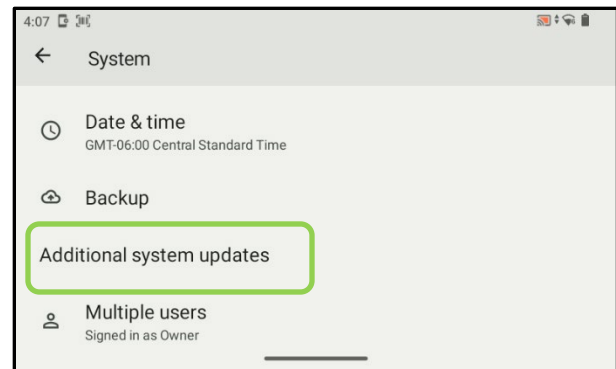 4:07
System
Date & time
GMT-06:00 Central Standard Time
Backup
Additional system updates
Multiple users
Signed in as Owner